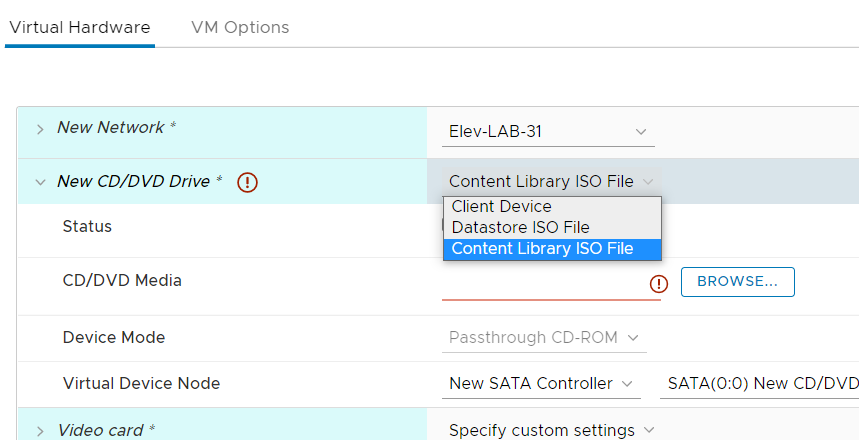 Virtual Hardware VM Options
New Network * Elev-LAB-31
New CD/DVD Drive * Content Library ISO File
Client Device
Status Datastore ISO File
Content Library ISO File
CD/DVD Media BROWSE...
Device Mode Passthrough CD-ROM
Virtual Device Node New SATA Controller SATA(0:0) New CD/DVD
Video card * Specify custom settings